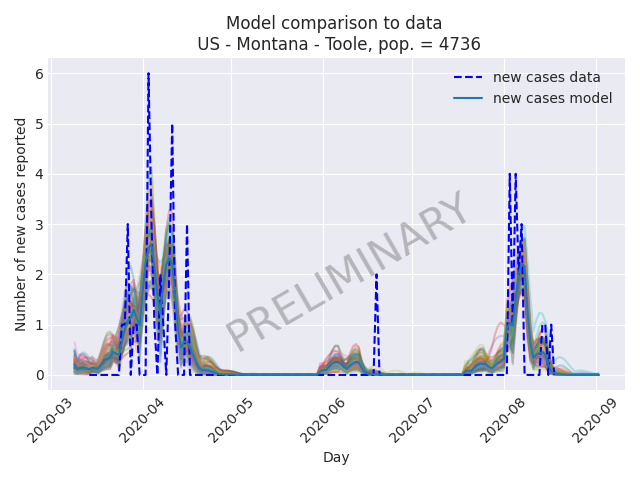 Model comparison to data
US - Montana - Toole, pop. = 4736
new cases data
new cases model
Number of new cases reported
6
5
4
3
2
1
0
PRELIMINARY
2020-03
2020-04
2020-05
2020-06
2020-07
2020-08
2020-09
Day